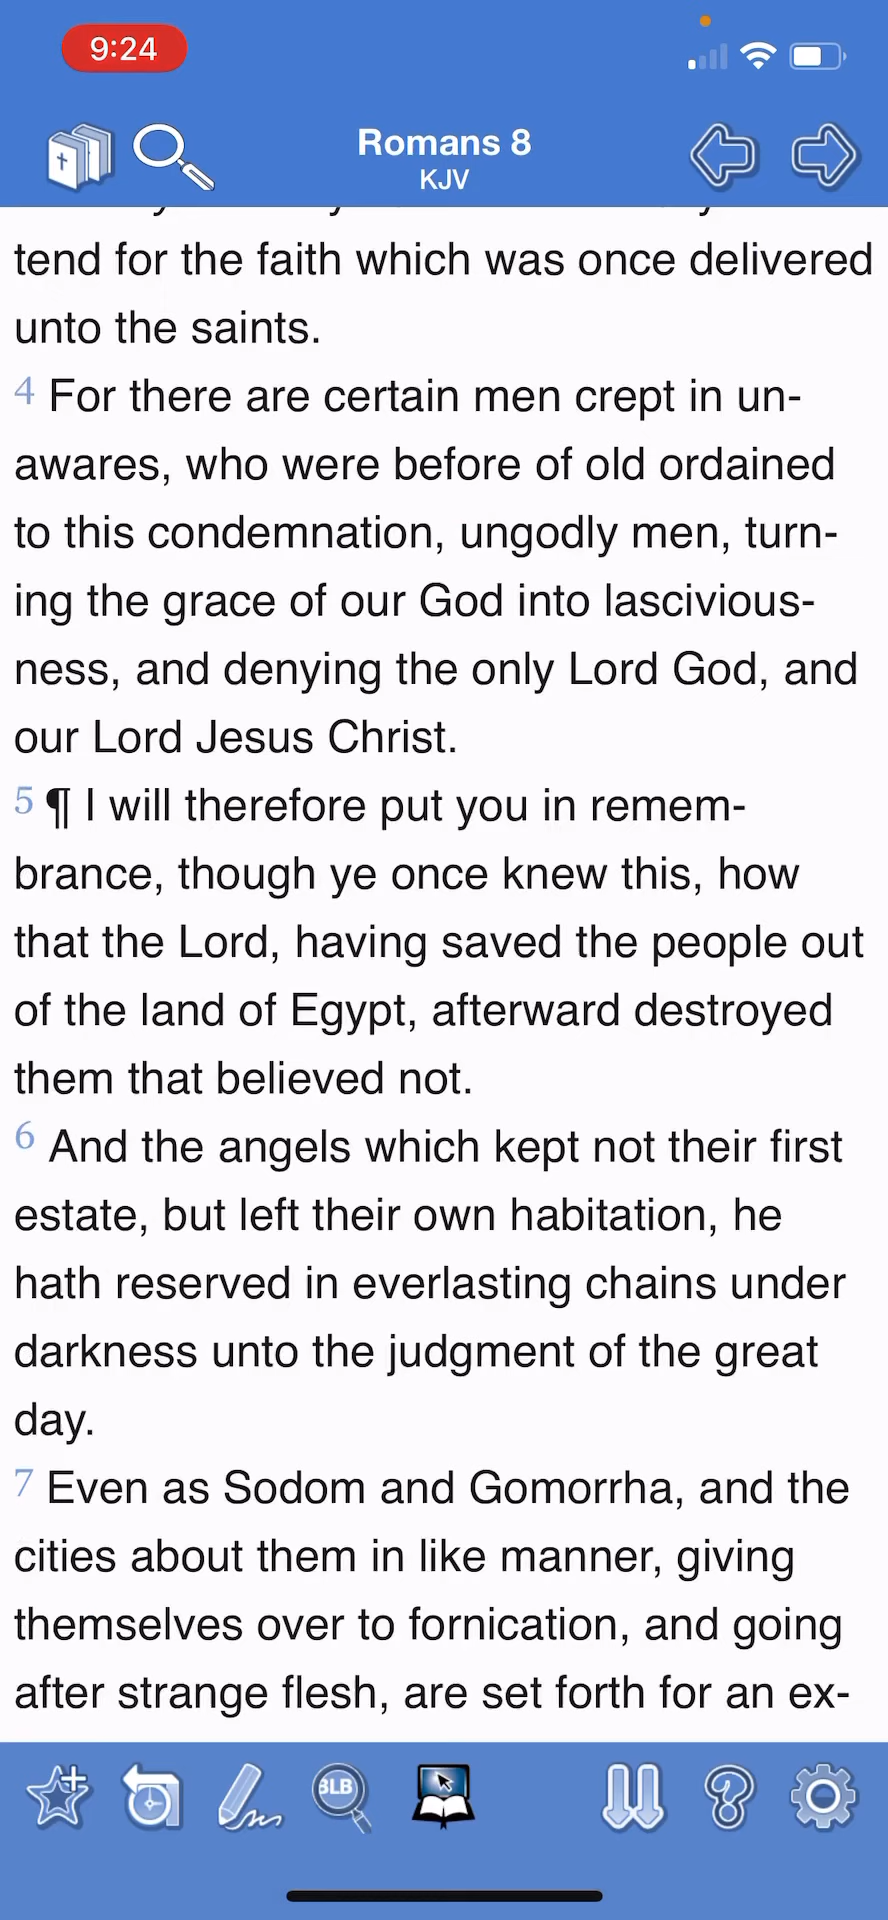 9:24
Romans 8
KJV
tend for the faith which was once delivered
unto the saints.
4 For there are certain men crept in un-
awares, who were before of old ordained
to this condemnation, ungodly men, turn-
ing the grace of our God into lascivious-
ness, and denying the only Lord God, and
our Lord Jesus Christ.
5 ¶ I will therefore put you in remem-
brance, though ye once knew this, how
that the Lord, having saved the people out
of the land of Egypt, afterward destroyed
them that believed not.
6 And the angels which kept not their first
estate, but left their own habitation, he
hath reserved in everlasting chains under
darkness unto the judgment of the great
day.
7 Even as Sodom and Gomorrha, and the
cities about them in like manner, giving
themselves over to fornication, and going
after strange flesh, are set forth for an ex-
BLB